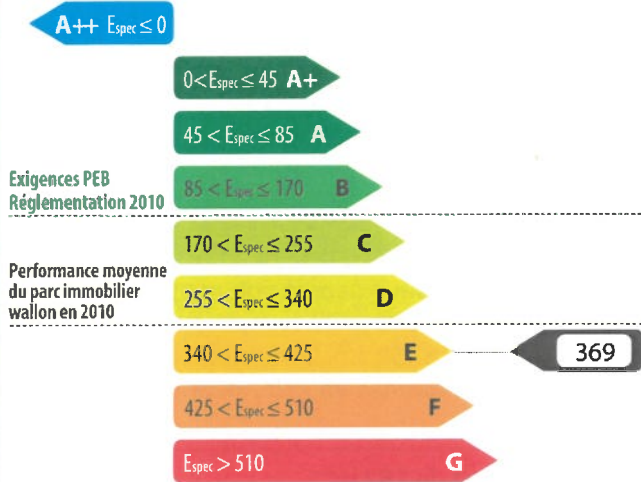 A++ Espec ≤ 0
0 < Espec ≤ 45 A+
45 < Espec ≤ 85 A
Exigences PEB
Réglementation 2010
85 < Espec ≤ 170 B
170 < Espec ≤ 255 C
Performance moyenne
du parc immobilier
wallon en 2010
255 < Espec ≤ 340 D
340 < Espec ≤ 425 E
369
425 < Espec ≤ 510 F
Espec > 510 G